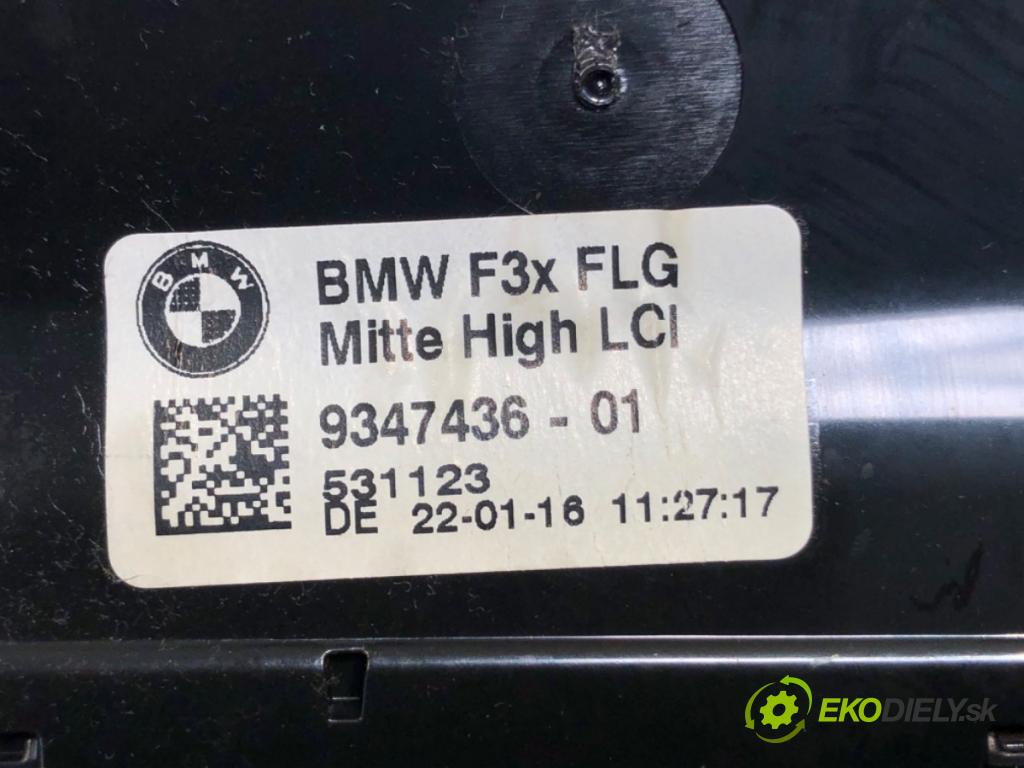 BMW
BMW F3x FLG
Mitte High LCI
9347436 - 01
531123
DE 22-01-16 11:27:17
EKODIELY.sk